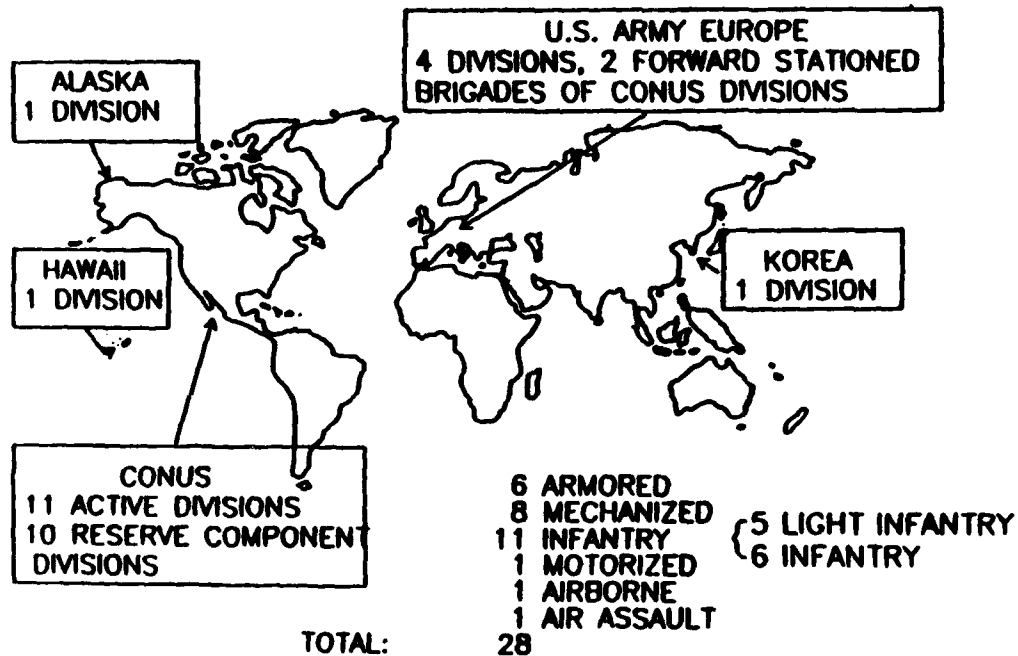 U.S. ARMY EUROPE
4 DIVISIONS, 2 FORWARD STATIONED
BRIGADES OF CONUS DIVISIONS
ALASKA
1 DIVISION
HAWAII
1 DIVISION
KOREA
1 DIVISION
CONUS
11 ACTIVE DIVISIONS
10 RESERVE COMPONENT
DIVISIONS
6 ARMORED
8 MECHANIZED
11 INFANTRY
1 MOTORIZED
1 AIRBORNE
1 AIR ASSAULT
5 LIGHT INFANTRY
6 INFANTRY
TOTAL: 28